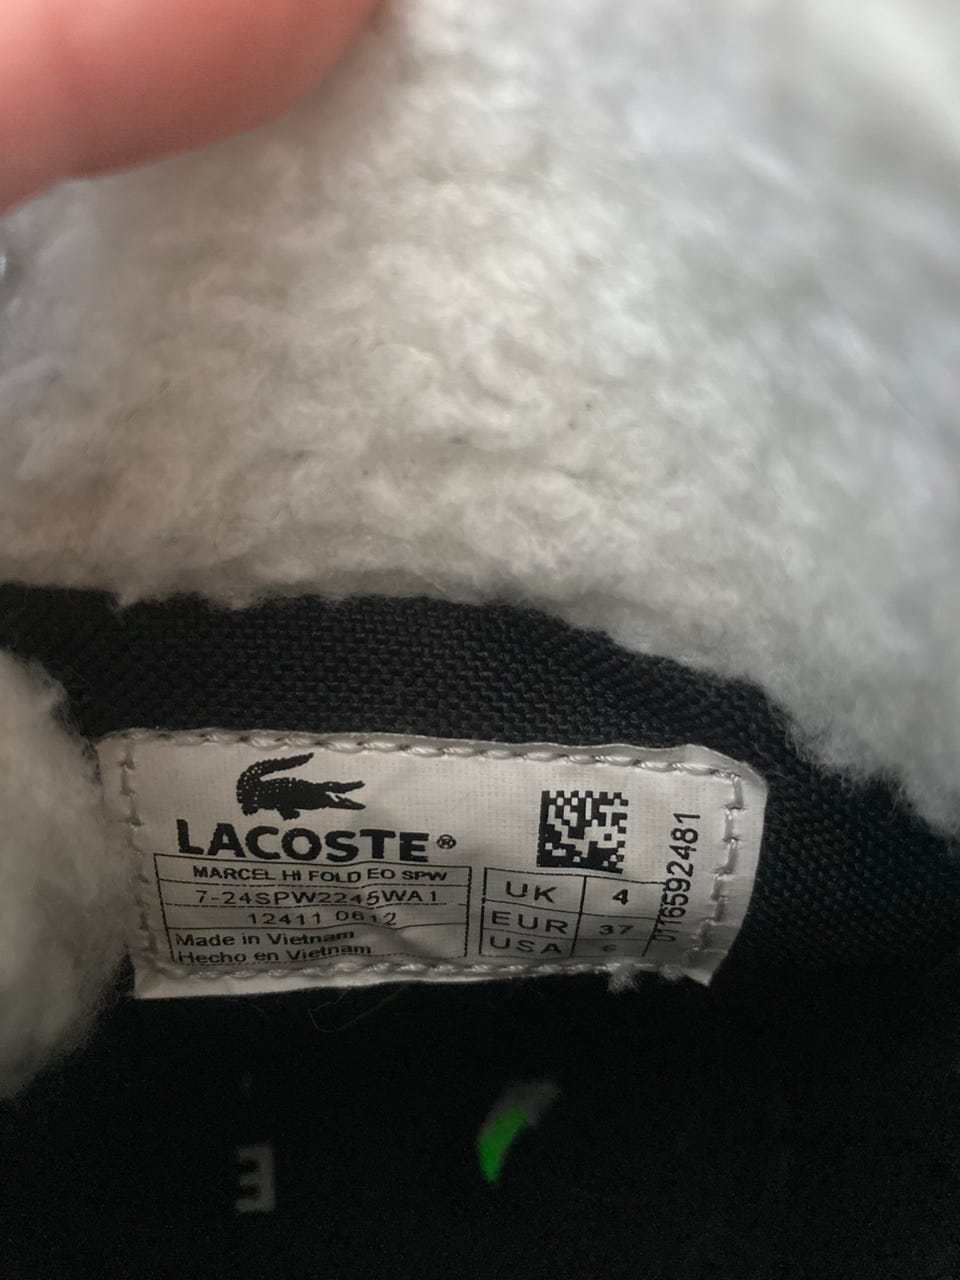 LACOSTE®
MARCEL HI FOLD EO SPW
7-24SPW2245WA1
12411 0612
Made in Vietnam
Hecho en Vietnam
UK 4
EUR 37
USA 6
0116592481
E